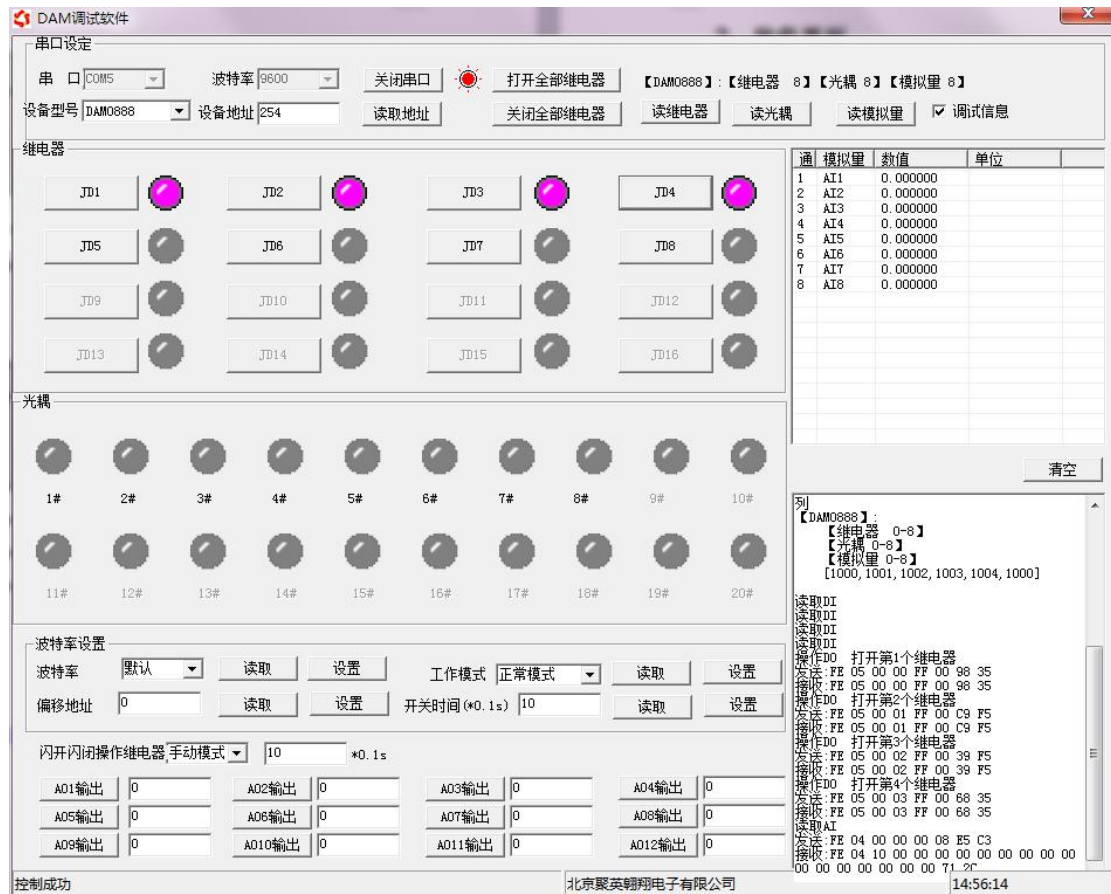 DAM调试软件
串口设定
串 口 COM5 波特率 9600 关闭串口 打开全部继电器 【DAM0888】:【继电器 8】【光耦 8】【模拟量 8】
设备型号 DAM0888 设备地址 254 读取地址 关闭全部继电器 读继电器 读光耦 读模拟量 调试信息
继电器
JD1 JD2 JD3 JD4
JD5 JD6 JD7 JD8
JD9 JD10 JD11 JD12
JD13 JD14 JD15 JD16
通 模拟量 数值 单位
1 AI1 0.000000
2 AI2 0.000000
3 AI3 0.000000
4 AI4 0.000000
5 AI5 0.000000
6 AI6 0.000000
7 AI7 0.000000
8 AI8 0.000000
清空
光耦
1# 2# 3# 4# 5# 6# 7# 8# 9# 10#
11# 12# 13# 14# 15# 16# 17# 18# 19# 20#
列
【DAM0888】:
【继电器 0-8】
【光耦 0-8】
【模拟量 0-8】
[1000,1001,1002,1003,1004,1000]
读取DI
读取DI
读取DI
读取DI
操作DO 打开第1个继电器
发送:FE 05 00 00 FF 00 98 35
接收:FE 05 00 00 FF 00 98 35
操作DO 打开第2个继电器
发送:FE 05 00 01 FF 00 C9 F5
接收:FE 05 00 01 FF 00 C9 F5
操作DO 打开第3个继电器
发送:FE 05 00 02 FF 00 39 F5
接收:FE 05 00 02 FF 00 39 F5
操作DO 打开第4个继电器
发送:FE 05 00 03 FF 00 68 35
接收:FE 05 00 03 FF 00 68 35
读取AI
发送:FE 04 00 00 00 08 E5 C3
接收:FE 04 10 00 00 00 00 00 00 00 00 00
00 00 00 00 00 00 00 71 2C
波特率设置
波特率 默认 读取 设置 工作模式 正常模式 读取 设置
偏移地址 0 读取 设置 开关时间(*0.1s) 10 读取 设置
闪开闪闭操作继电器 手动模式 10 *0.1s
AO1输出 0 AO2输出 0 AO3输出 0 AO4输出 0
AO5输出 0 AO6输出 0 AO7输出 0 AO8输出 0
AO9输出 0 AO10输出 0 AO11输出 0 AO12输出 0
控制成功 北京聚英翱翔电子有限公司 14:56:14